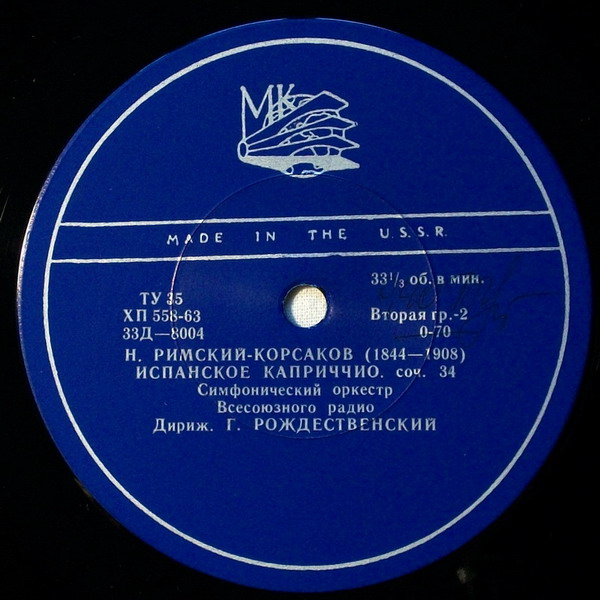 МК
MADE IN THE U.S.S.R.
33⅓ об. в мин.
ТУ 35
ХП 558-63 Вторая гр.-2
33Д—8004 0-70
Н. РИМСКИЙ-КОРСАКОВ (1844—1908)
ИСПАНСКОЕ КАПРИЧЧИО, соч. 34
Симфонический оркестр
Всесоюзного радио
Дириж. Г. РОЖДЕСТВЕНСКИЙ